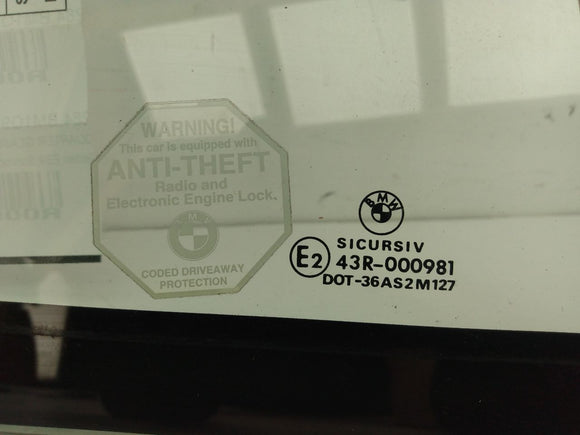 WARNING!
This car is equipped with
ANTI-THEFT
Radio and
Electronic Engine Lock.
BMW
CODED DRIVEAWAY
PROTECTION
BMW
SICURSIV
E2 43R-000981
DOT-36AS2M127